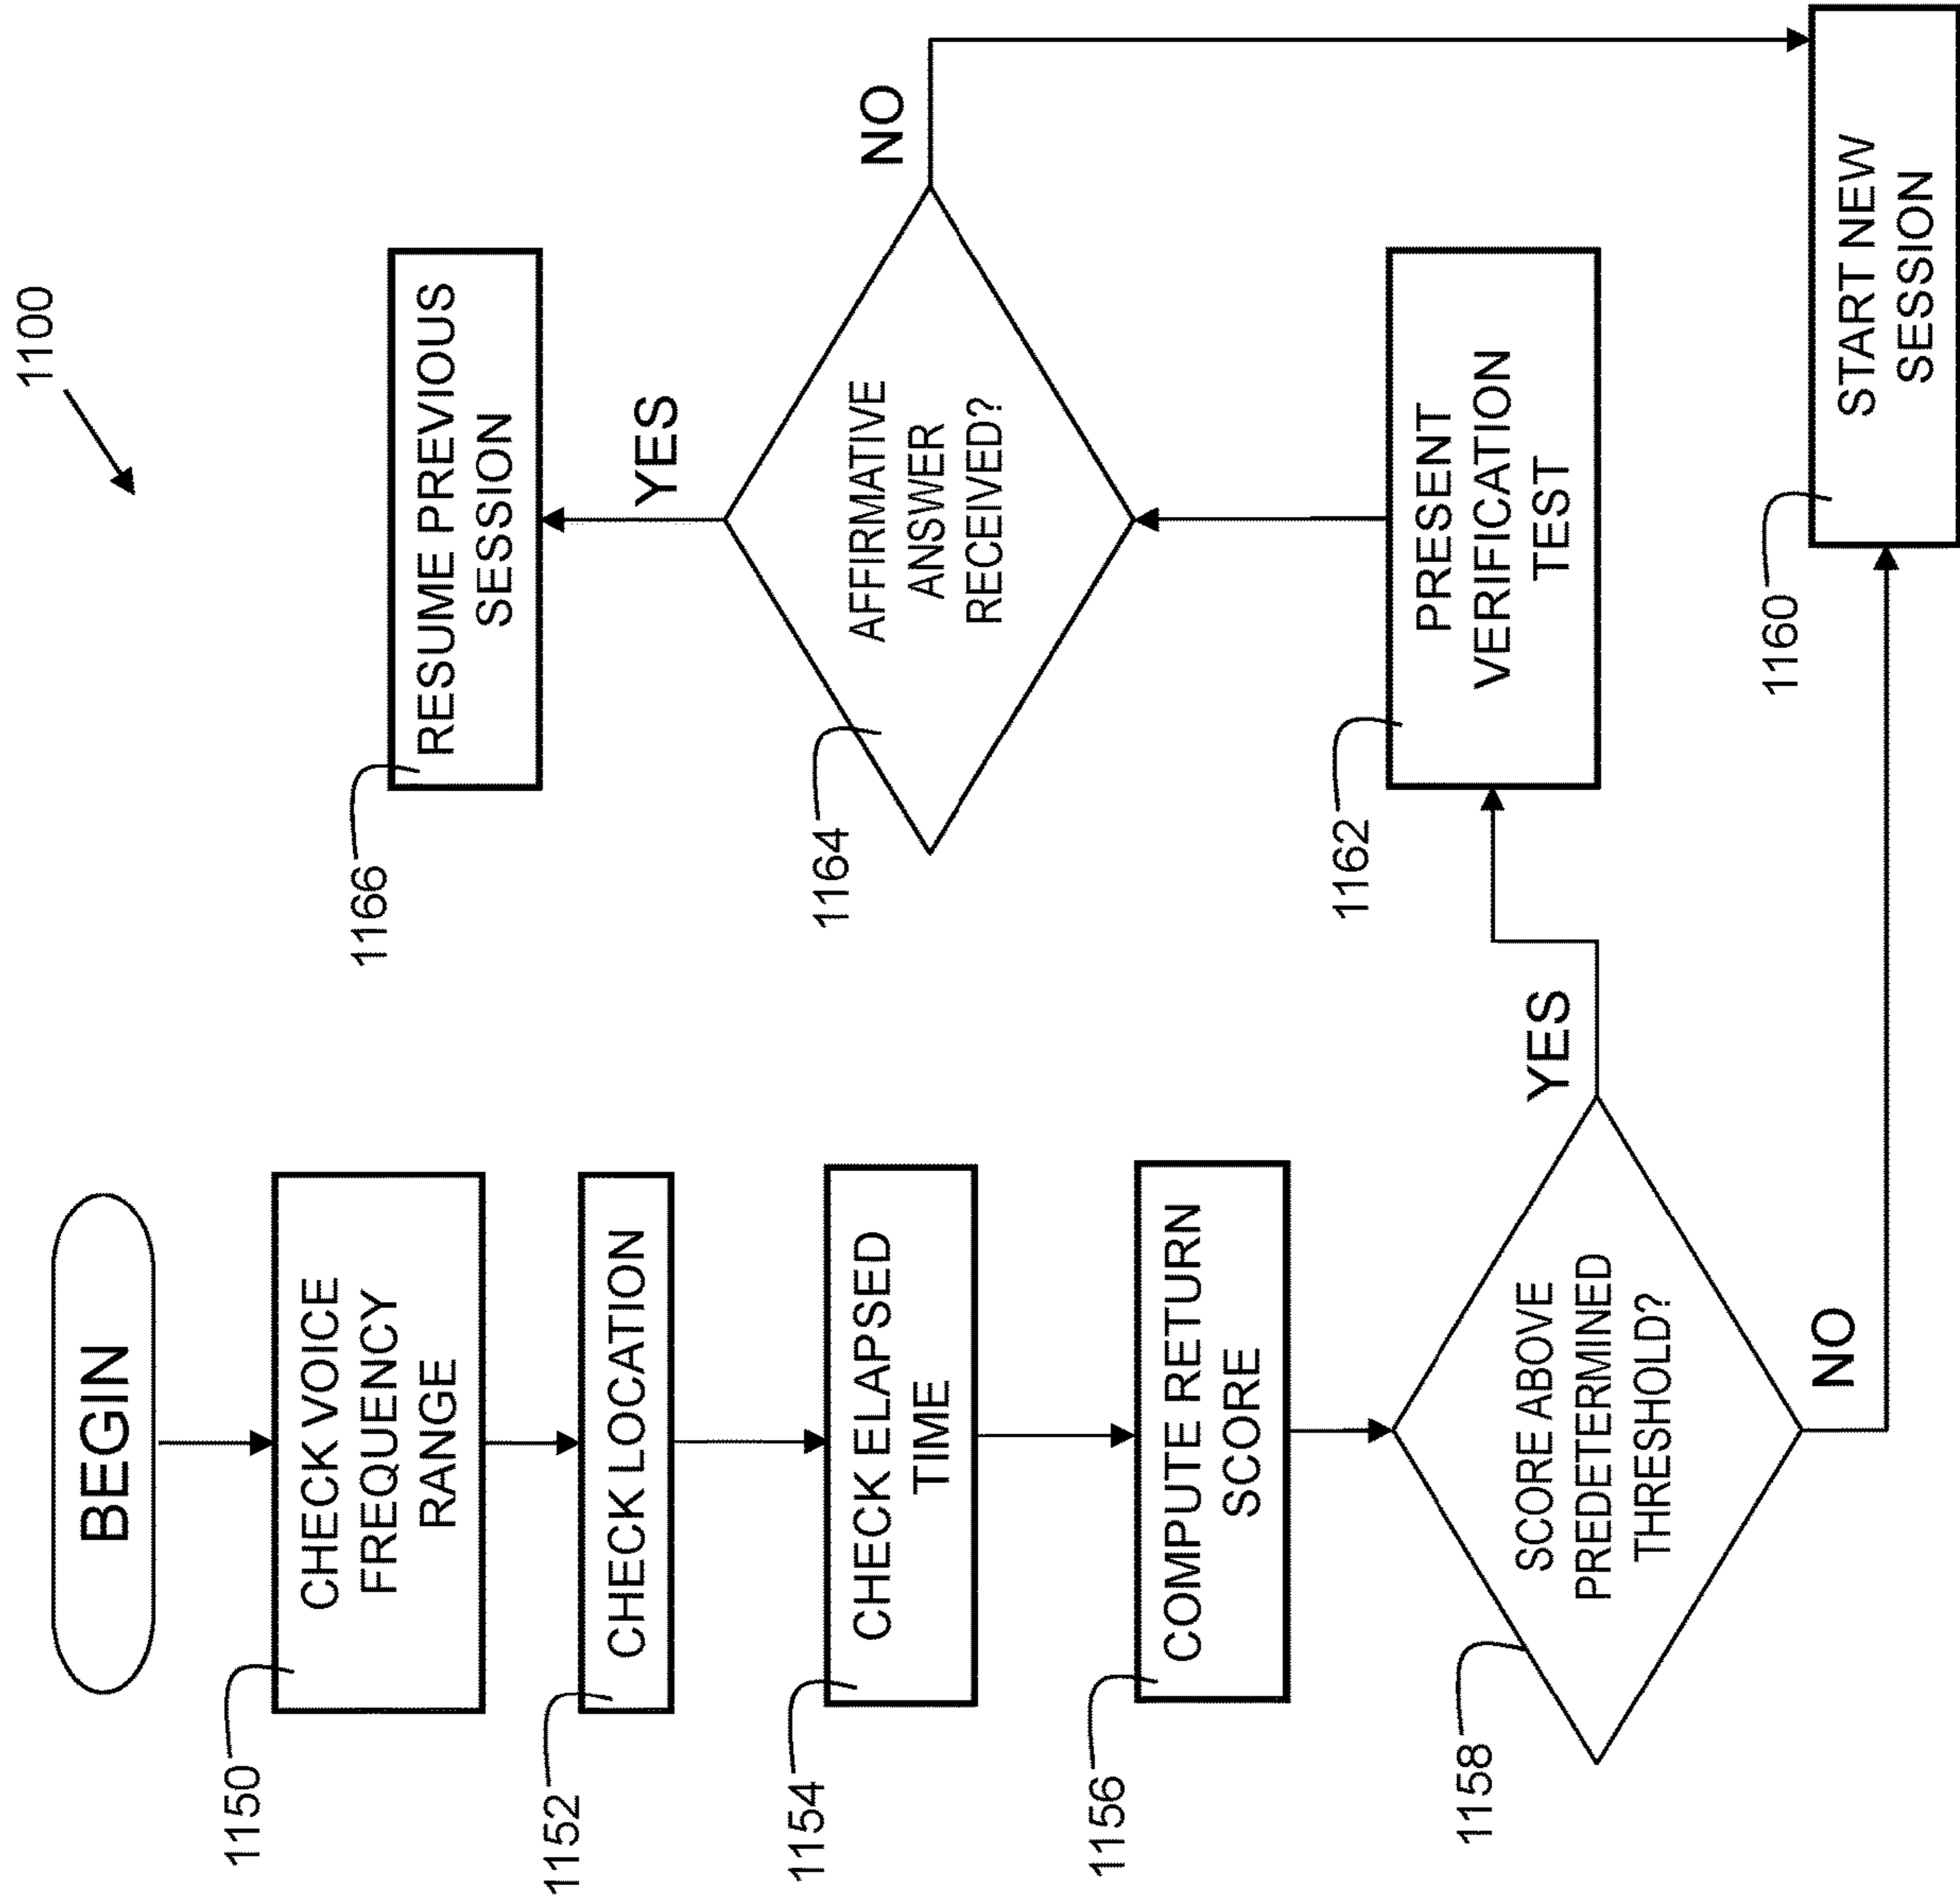 1100
BEGIN
1150
CHECK VOICE
FREQUENCY
RANGE
1152
CHECK LOCATION
1154
CHECK ELAPSED
TIME
1156
COMPUTE RETURN
SCORE
1158
SCORE ABOVE
PREDETERMINED
THRESHOLD?
YES
NO
1166
RESUME PREVIOUS
SESSION
YES
1164
AFFIRMATIVE
ANSWER
RECEIVED?
NO
1162
PRESENT
VERIFICATION
TEST
1160
START NEW
SESSION